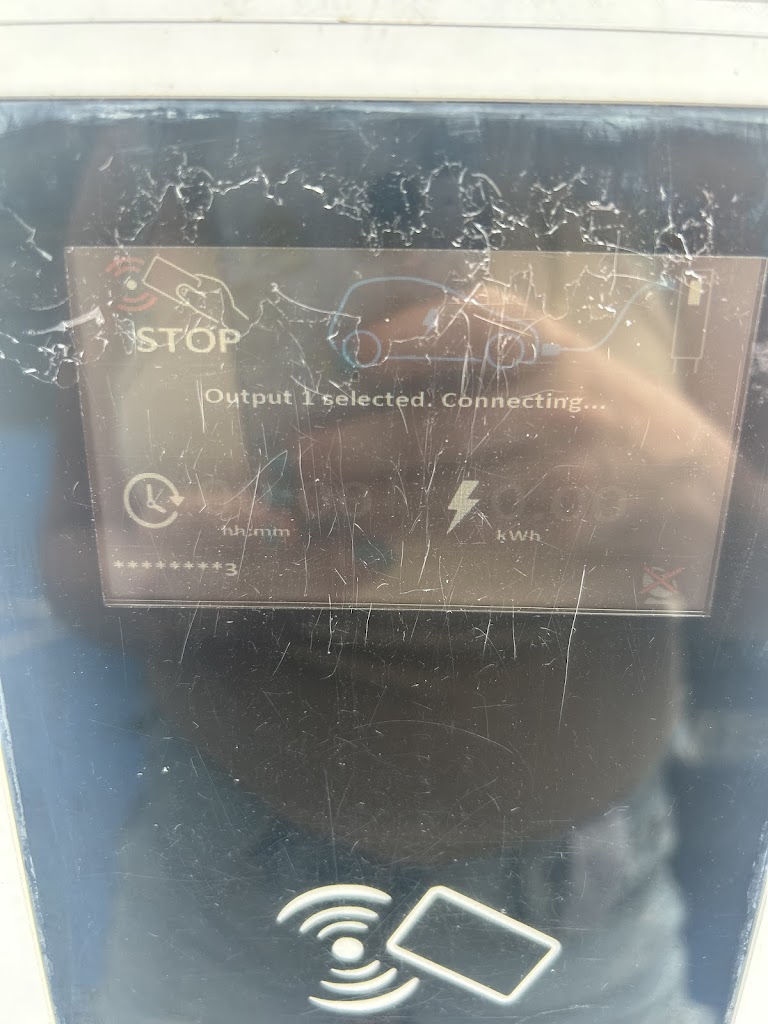 STOP
Output 1 selected. Connecting...
hh:mm
kWh
********3